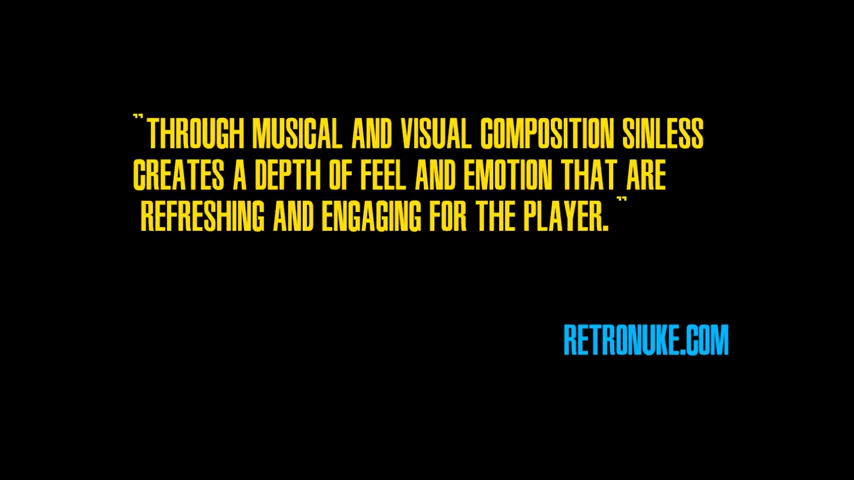 "THROUGH MUSICAL AND VISUAL COMPOSITION SINLESS
CREATES A DEPTH OF FEEL AND EMOTION THAT ARE
REFRESHING AND ENGAGING FOR THE PLAYER."
RETRONUKE.COM